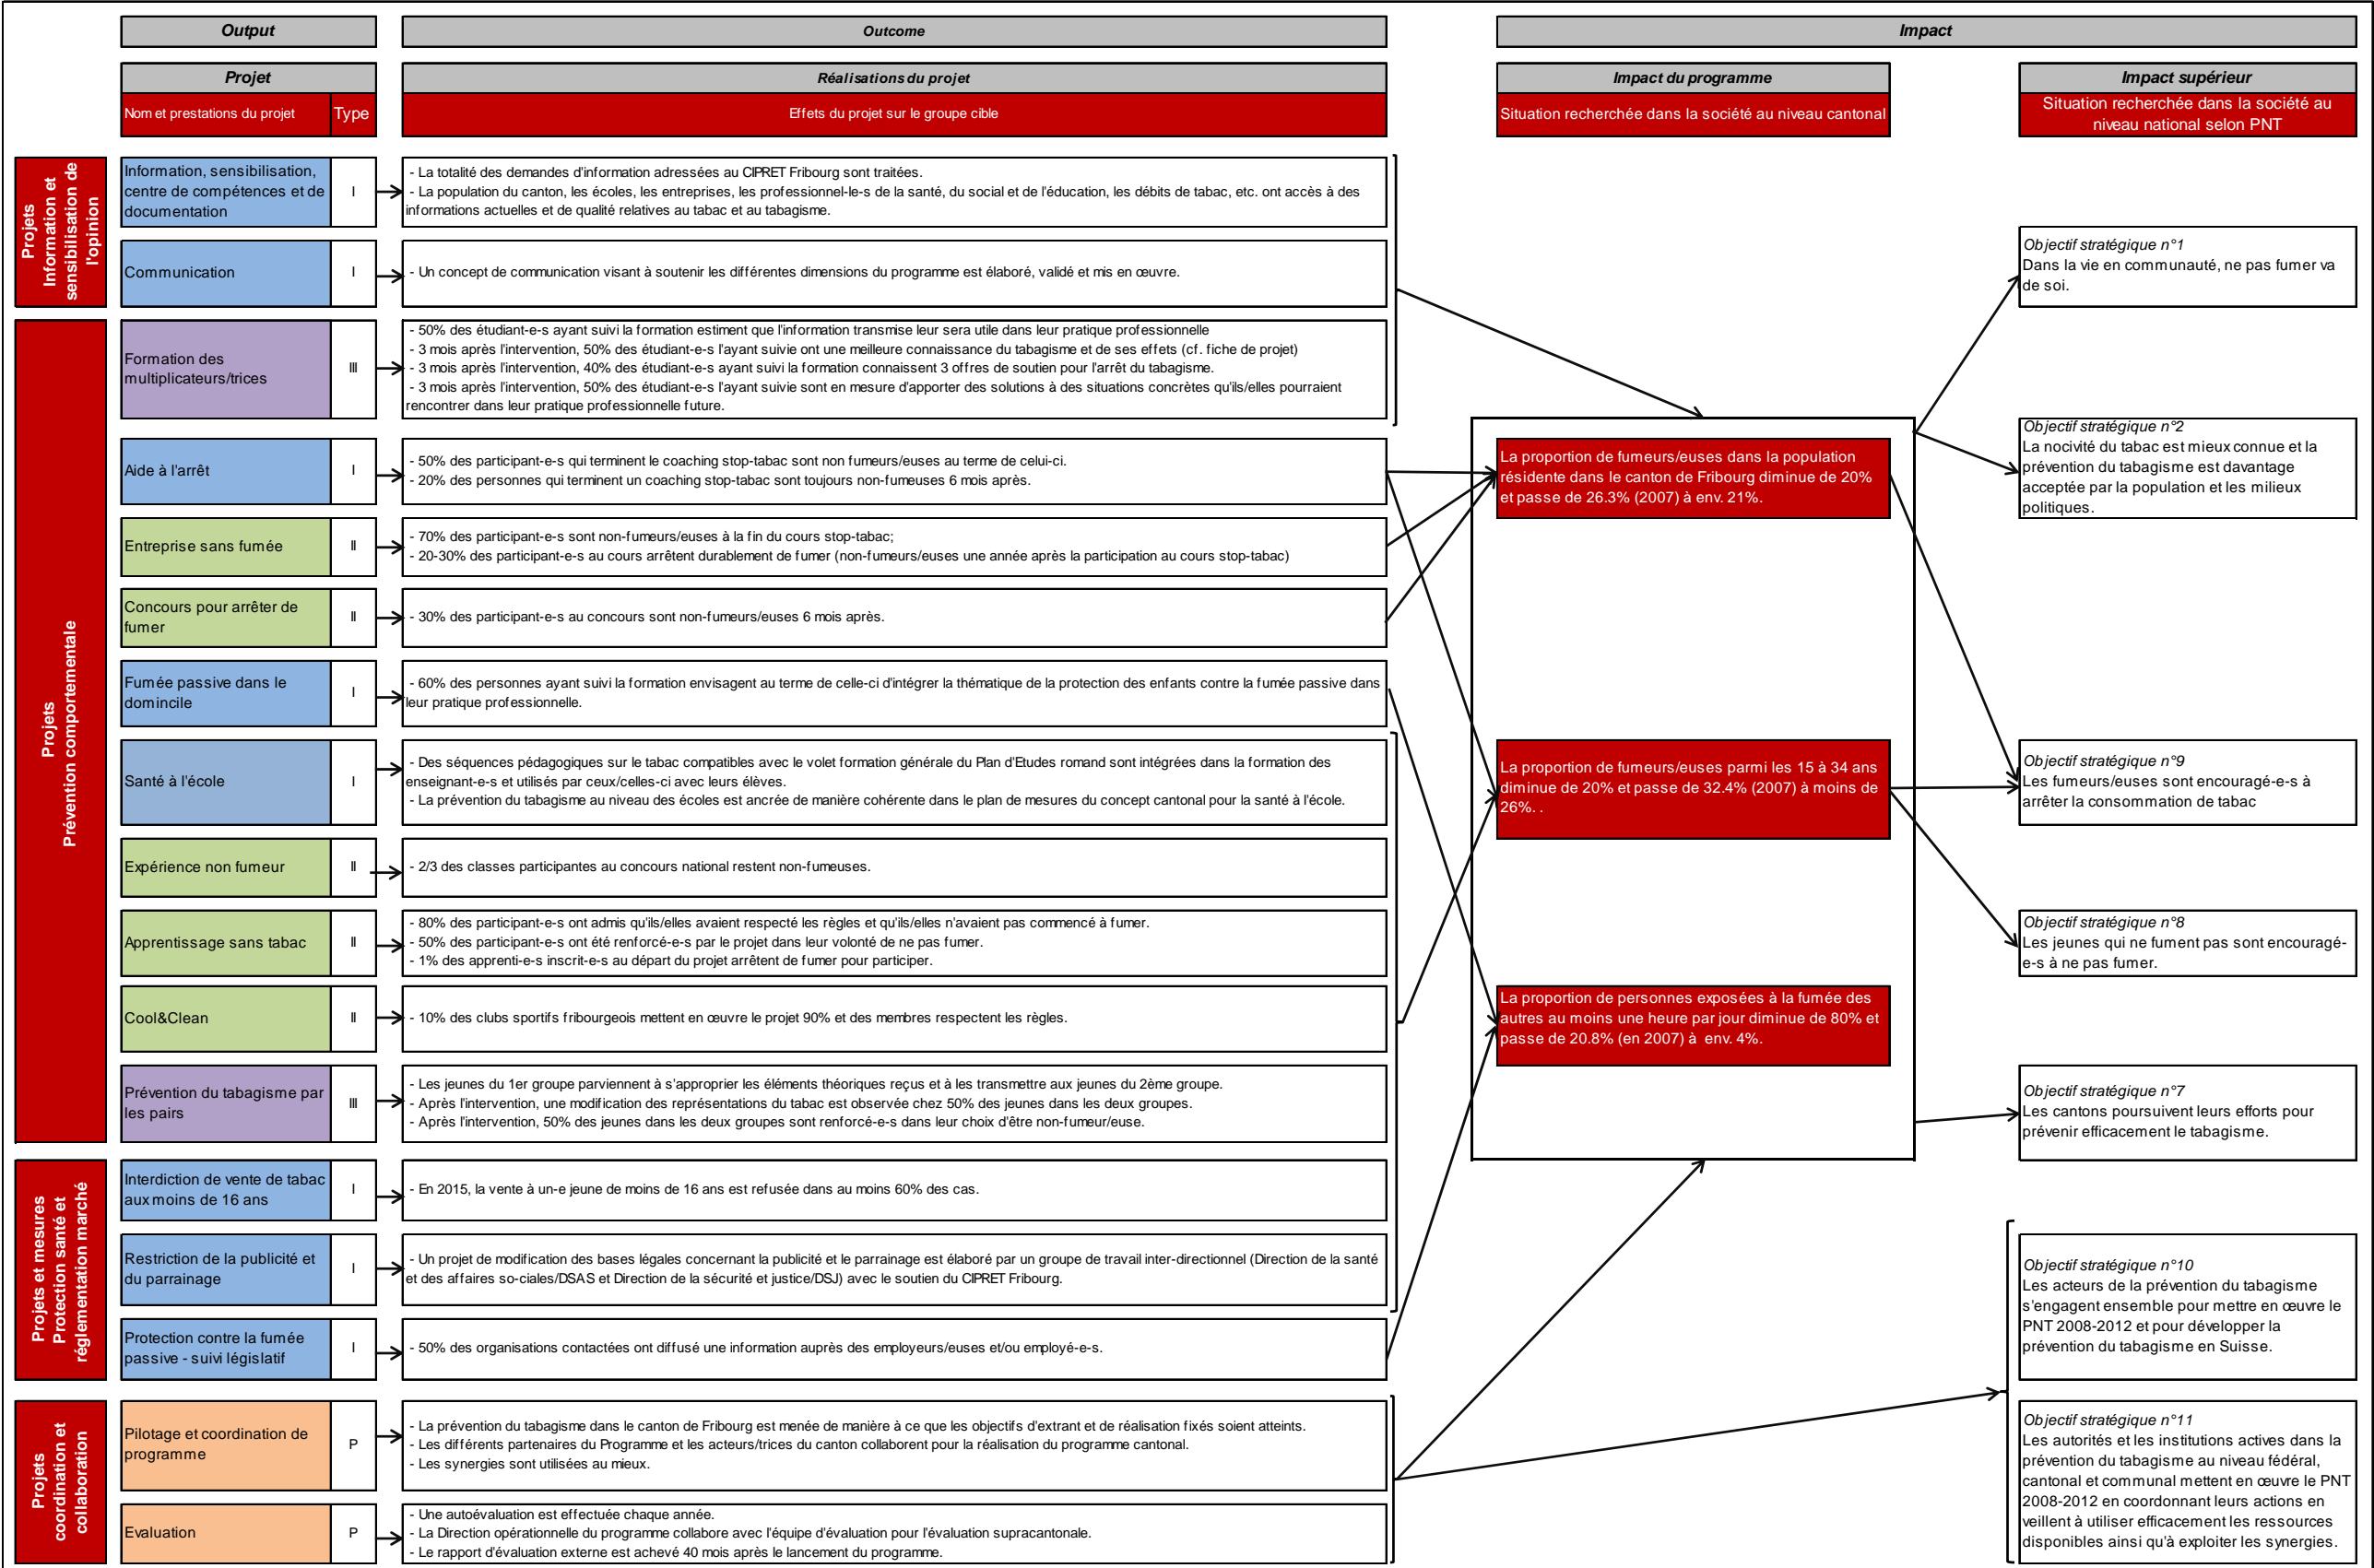 Output
Outcome
Impact
Projet
Réalisations du projet
Impact du programme
Impact supérieur
Nom et prestations du projet
Type
Effets du projet sur le groupe cible
Situation recherchée dans la société au niveau cantonal
Situation recherchée dans la société au
niveau national selon PNT
Projets
Information et
sensibilisation de
l'opinion
Information, sensibilisation,
centre de compétences et de
documentation
I
- La totalité des demandes d'information adressées au CIPRET Fribourg sont traitées.
- La population du canton, les écoles, les entreprises, les professionnel-le-s de la santé, du social et de l'éducation, les débits de tabac, etc. ont accès à des
informations actuelles et de qualité relatives au tabac et au tabagisme.
Communication
I
- Un concept de communication visant à soutenir les différentes dimensions du programme est élaboré, validé et mis en œuvre.
Projets
Prévention comportementale
Formation des
multiplicateurs/trices
III
- 50% des étudiant-e-s ayant suivi la formation estiment que l'information transmise leur sera utile dans leur pratique professionnelle
- 3 mois après l'intervention, 50% des étudiant-e-s l'ayant suivie ont une meilleure connaissance du tabagisme et de ses effets (cf. fiche de projet)
- 3 mois après l'intervention, 40% des étudiant-e-s ayant suivi la formation connaissent 3 offres de soutien pour l'arrêt du tabagisme.
- 3 mois après l'intervention, 50% des étudiant-e-s l'ayant suivie sont en mesure d'apporter des solutions à des situations concrètes qu'ils/elles pourraient
rencontrer dans leur pratique professionnelle future.
Aide à l'arrêt
I
- 50% des participant-e-s qui terminent le coaching stop-tabac sont non fumeurs/euses au terme de celui-ci.
- 20% des personnes qui terminent un coaching stop-tabac sont toujours non-fumeuses 6 mois après.
Entreprise sans fumée
II
- 70% des participant-e-s sont non-fumeurs/euses à la fin du cours stop-tabac;
- 20-30% des participant-e-s au cours arrêtent durablement de fumer (non-fumeurs/euses une année après la participation au cours stop-tabac)
Concours pour arrêter de
fumer
II
- 30% des participant-e-s au concours sont non-fumeurs/euses 6 mois après.
Fumée passive dans le
domincile
I
- 60% des personnes ayant suivi la formation envisagent au terme de celle-ci d'intégrer la thématique de la protection des enfants contre la fumée passive dans
leur pratique professionnelle.
Santé à l'école
I
- Des séquences pédagogiques sur le tabac compatibles avec le volet formation générale du Plan d'Etudes romand sont intégrées dans la formation des
enseignant-e-s et utilisés par ceux/celles-ci avec leurs élèves.
- La prévention du tabagisme au niveau des écoles est ancrée de manière cohérente dans le plan de mesures du concept cantonal pour la santé à l'école.
Expérience non fumeur
II
- 2/3 des classes participantes au concours national restent non-fumeuses.
Apprentissage sans tabac
II
- 80% des participant-e-s ont admis qu'ils/elles avaient respecté les règles et qu'ils/elles n'avaient pas commencé à fumer.
- 50% des participant-e-s ont été renforcé-e-s par le projet dans leur volonté de ne pas fumer.
- 1% des apprenti-e-s inscrit-e-s au départ du projet arrêtent de fumer pour participer.
Cool&Clean
II
- 10% des clubs sportifs fribourgeois mettent en œuvre le projet 90% et des membres respectent les règles.
Prévention du tabagisme par
les pairs
III
- Les jeunes du 1er groupe parviennent à s'approprier les éléments théoriques reçus et à les transmettre aux jeunes du 2ème groupe.
- Après l'intervention, une modification des représentations du tabac est observée chez 50% des jeunes dans les deux groupes.
- Après l'intervention, 50% des jeunes dans les deux groupes sont renforcé-e-s dans leur choix d'être non-fumeur/euse.
Projets et mesures
Protection santé et
réglementation marché
Interdiction de vente de tabac
aux moins de 16 ans
I
- En 2015, la vente à un-e jeune de moins de 16 ans est refusée dans au moins 60% des cas.
Restriction de la publicité et
du parrainage
I
- Un projet de modification des bases légales concernant la publicité et le parrainage est élaboré par un groupe de travail inter-directionnel (Direction de la santé
et des affaires so-ciales/DSAS et Direction de la sécurité et justice/DSJ) avec le soutien du CIPRET Fribourg.
Protection contre la fumée
passive - suivi législatif
I
- 50% des organisations contactées ont diffusé une information auprès des employeurs/euses et/ou employé-e-s.
Projets
coordination et
collaboration
Pilotage et coordination de
programme
P
- La prévention du tabagisme dans le canton de Fribourg est menée de manière à ce que les objectifs d'extrant et de réalisation fixés soient atteints.
- Les différents partenaires du Programme et les acteurs/trices du canton collaborent pour la réalisation du programme cantonal.
- Les synergies sont utilisées au mieux.
Evaluation
P
- Une autoévaluation est effectuée chaque année.
- La Direction opérationnelle du programme collabore avec l'équipe d'évaluation pour l'évaluation supracantonale.
- Le rapport d'évaluation externe est achevé 40 mois après le lancement du programme.
La proportion de fumeurs/euses dans la population
résidente dans le canton de Fribourg diminue de 20%
et passe de 26.3% (2007) à env. 21%.
La proportion de fumeurs/euses parmi les 15 à 34 ans
diminue de 20% et passe de 32.4% (2007) à moins de
26%. .
La proportion de personnes exposées à la fumée des
autres au moins une heure par jour diminue de 80% et
passe de 20.8% (en 2007) à env. 4%.
Objectif stratégique n°1
Dans la vie en communauté, ne pas fumer va
de soi.
Objectif stratégique n°2
La nocivité du tabac est mieux connue et la
prévention du tabagisme est davantage
acceptée par la population et les milieux
politiques.
Objectif stratégique n°9
Les fumeurs/euses sont encouragé-e-s à
arrêter la consommation de tabac
Objectif stratégique n°8
Les jeunes qui ne fument pas sont encouragé-
e-s à ne pas fumer.
Objectif stratégique n°7
Les cantons poursuivent leurs efforts pour
prévenir efficacement le tabagisme.
Objectif stratégique n°10
Les acteurs de la prévention du tabagisme
s'engagent ensemble pour mettre en œuvre le
PNT 2008-2012 et pour développer la
prévention du tabagisme en Suisse.
Objectif stratégique n°11
Les autorités et les institutions actives dans la
prévention du tabagisme au niveau fédéral,
cantonal et communal mettent en œuvre le PNT
2008-2012 en coordonnant leurs actions en
veillent à utiliser efficacement les ressources
disponibles ainsi qu'à exploiter les synergies.